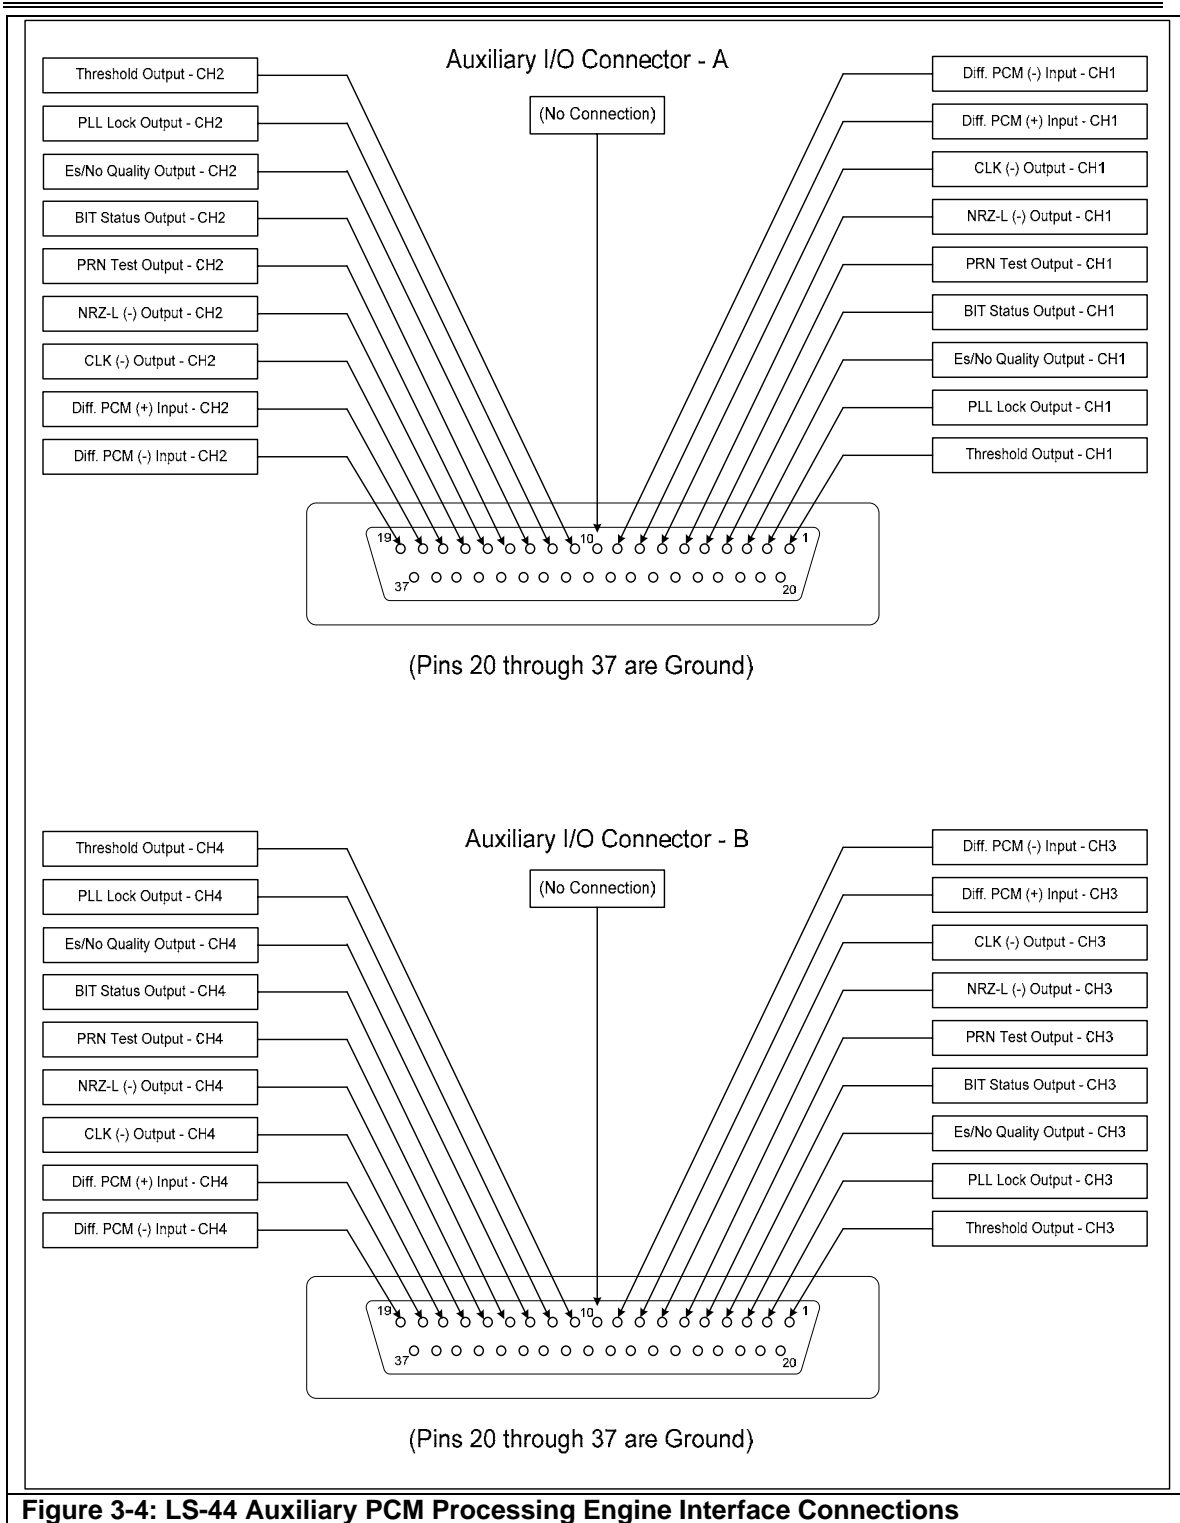 Auxiliary I/O Connector - A
(No Connection)
Threshold Output - CH2
PLL Lock Output - CH2
Es/No Quality Output - CH2
BIT Status Output - CH2
PRN Test Output - CH2
NRZ-L (-) Output - CH2
CLK (-) Output - CH2
Diff. PCM (+) Input - CH2
Diff. PCM (-) Input - CH2
Diff. PCM (-) Input - CH1
Diff. PCM (+) Input - CH1
CLK (-) Output - CH1
NRZ-L (-) Output - CH1
PRN Test Output - CH1
BIT Status Output - CH1
Es/No Quality Output - CH1
PLL Lock Output - CH1
Threshold Output - CH1
19
10
1
37
20
(Pins 20 through 37 are Ground)
Auxiliary I/O Connector - B
(No Connection)
Threshold Output - CH4
PLL Lock Output - CH4
Es/No Quality Output - CH4
BIT Status Output - CH4
PRN Test Output - CH4
NRZ-L (-) Output - CH4
CLK (-) Output - CH4
Diff. PCM (+) Input - CH4
Diff. PCM (-) Input - CH4
Diff. PCM (-) Input - CH3
Diff. PCM (+) Input - CH3
CLK (-) Output - CH3
NRZ-L (-) Output - CH3
PRN Test Output - CH3
BIT Status Output - CH3
Es/No Quality Output - CH3
PLL Lock Output - CH3
Threshold Output - CH3
19
10
1
37
20
(Pins 20 through 37 are Ground)
Figure 3-4: LS-44 Auxiliary PCM Processing Engine Interface Connections